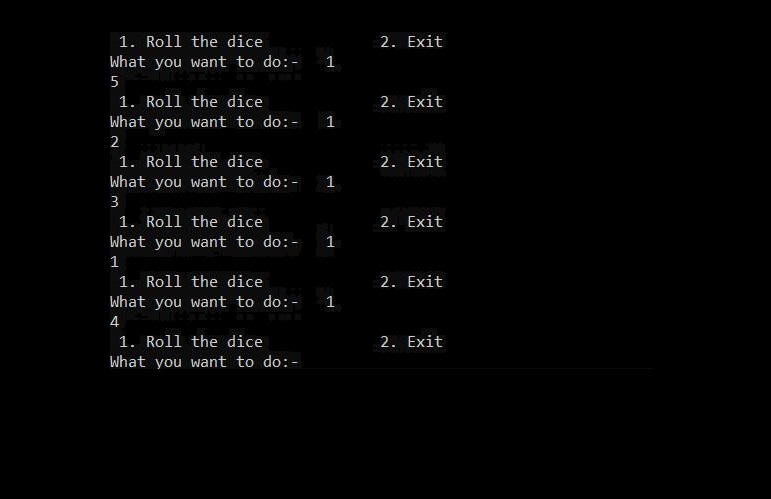 1. Roll the dice 2. Exit
What you want to do:- 1
5
1. Roll the dice 2. Exit
What you want to do:- 1
2
1. Roll the dice 2. Exit
What you want to do:- 1
3
1. Roll the dice 2. Exit
What you want to do:- 1
1
1. Roll the dice 2. Exit
What you want to do:- 1
4
1. Roll the dice 2. Exit
What you want to do:-